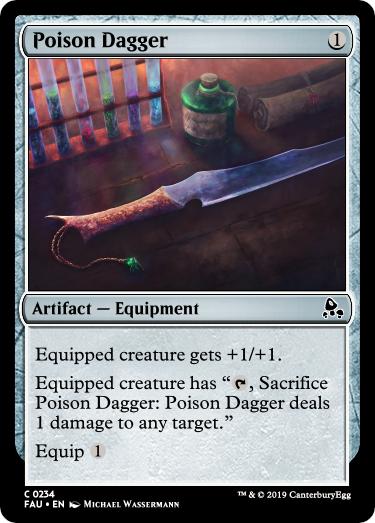 Poison Dagger 1
Artifact — Equipment
Equipped creature gets +1/+1.
Equipped creature has “, Sacrifice
Poison Dagger: Poison Dagger deals
1 damage to any target.”
Equip 1
C 0234
FAU • EN Michael Wassermann
™ & © 2019 CanterburyEgg